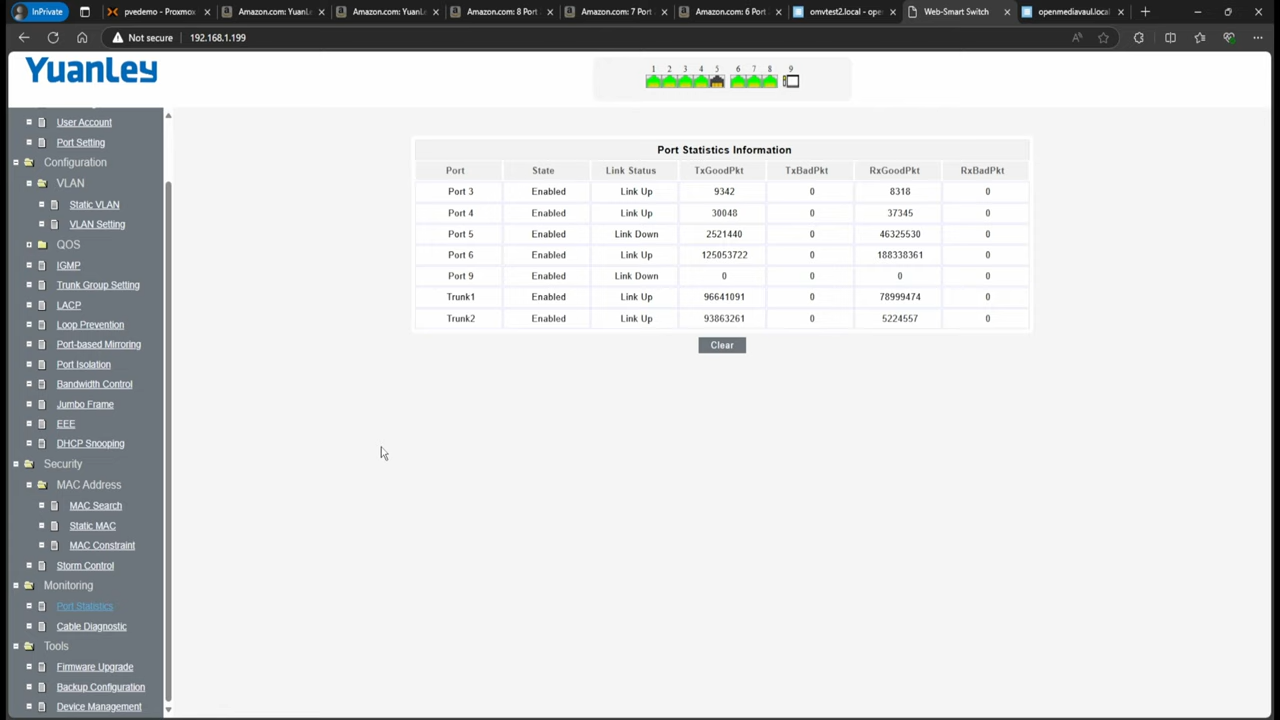 InPrivate
pvedemo - Proxmox
Amazon.com: YuanLe
Amazon.com: YuanLe
Amazon.com: 8 Port
Amazon.com: 7 Port
Amazon.com
omvtest2.local - ope
Web-Smart Switch
openmediavaul.local
Not secure
192.168.1.199
YuanLey
1 2 3 4 5 6 7 8 9
User Account
Port Setting
Configuration
VLAN
Static VLAN
VLAN Setting
QOS
IGMP
Trunk Group Setting
LACP
Loop Prevention
Port-based Mirroring
Port Isolation
Bandwidth Control
Jumbo Frame
EEE
DHCP Snooping
Security
MAC Address
MAC Search
Static MAC
MAC Constraint
Storm Control
Monitoring
Port Statistics
Cable Diagnostic
Tools
Firmware Upgrade
Backup Configuration
Device Management
Port Statistics Information
Port State Link Status TxGoodPkt TxBadPkt RxGoodPkt RxBadPkt
Port 3 Enabled Link Up 9342 0 8318 0
Port 4 Enabled Link Up 30048 0 37345 0
Port 5 Enabled Link Down 2521440 0 46325530 0
Port 6 Enabled Link Up 125053722 0 188338361 0
Port 9 Enabled Link Down 0 0 0 0
Trunk1 Enabled Link Up 96641091 0 78999474 0
Trunk2 Enabled Link Up 93863261 0 5224557 0
Clear